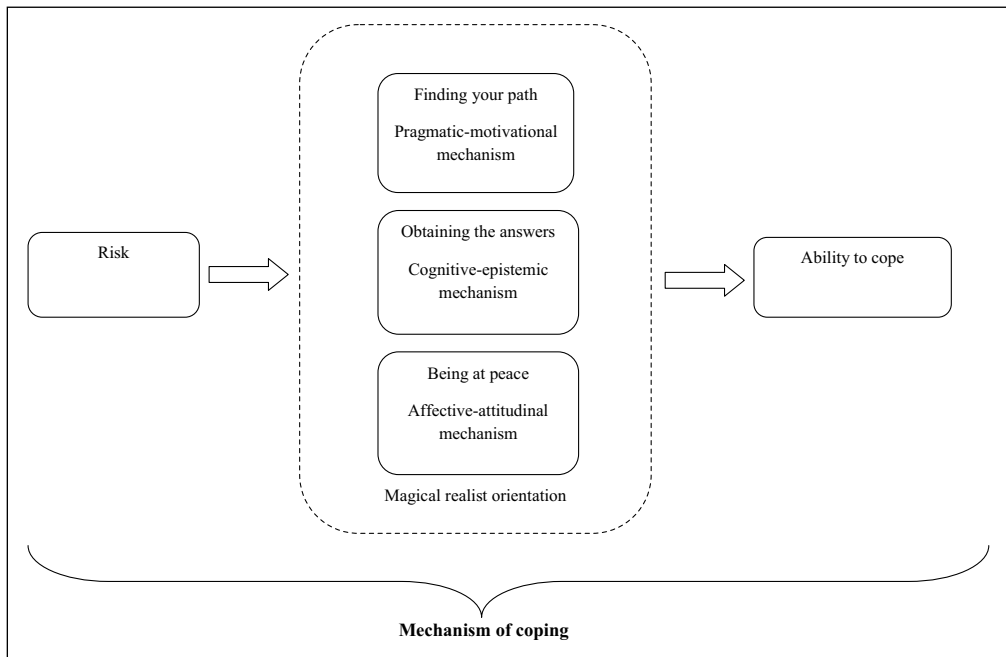 Finding your path
Pragmatic-motivational
mechanism
Risk
Obtaining the answers
Cognitive-epistemic
mechanism
Ability to cope
Being at peace
Affective-attitudinal
mechanism
Magical realist orientation
Mechanism of coping